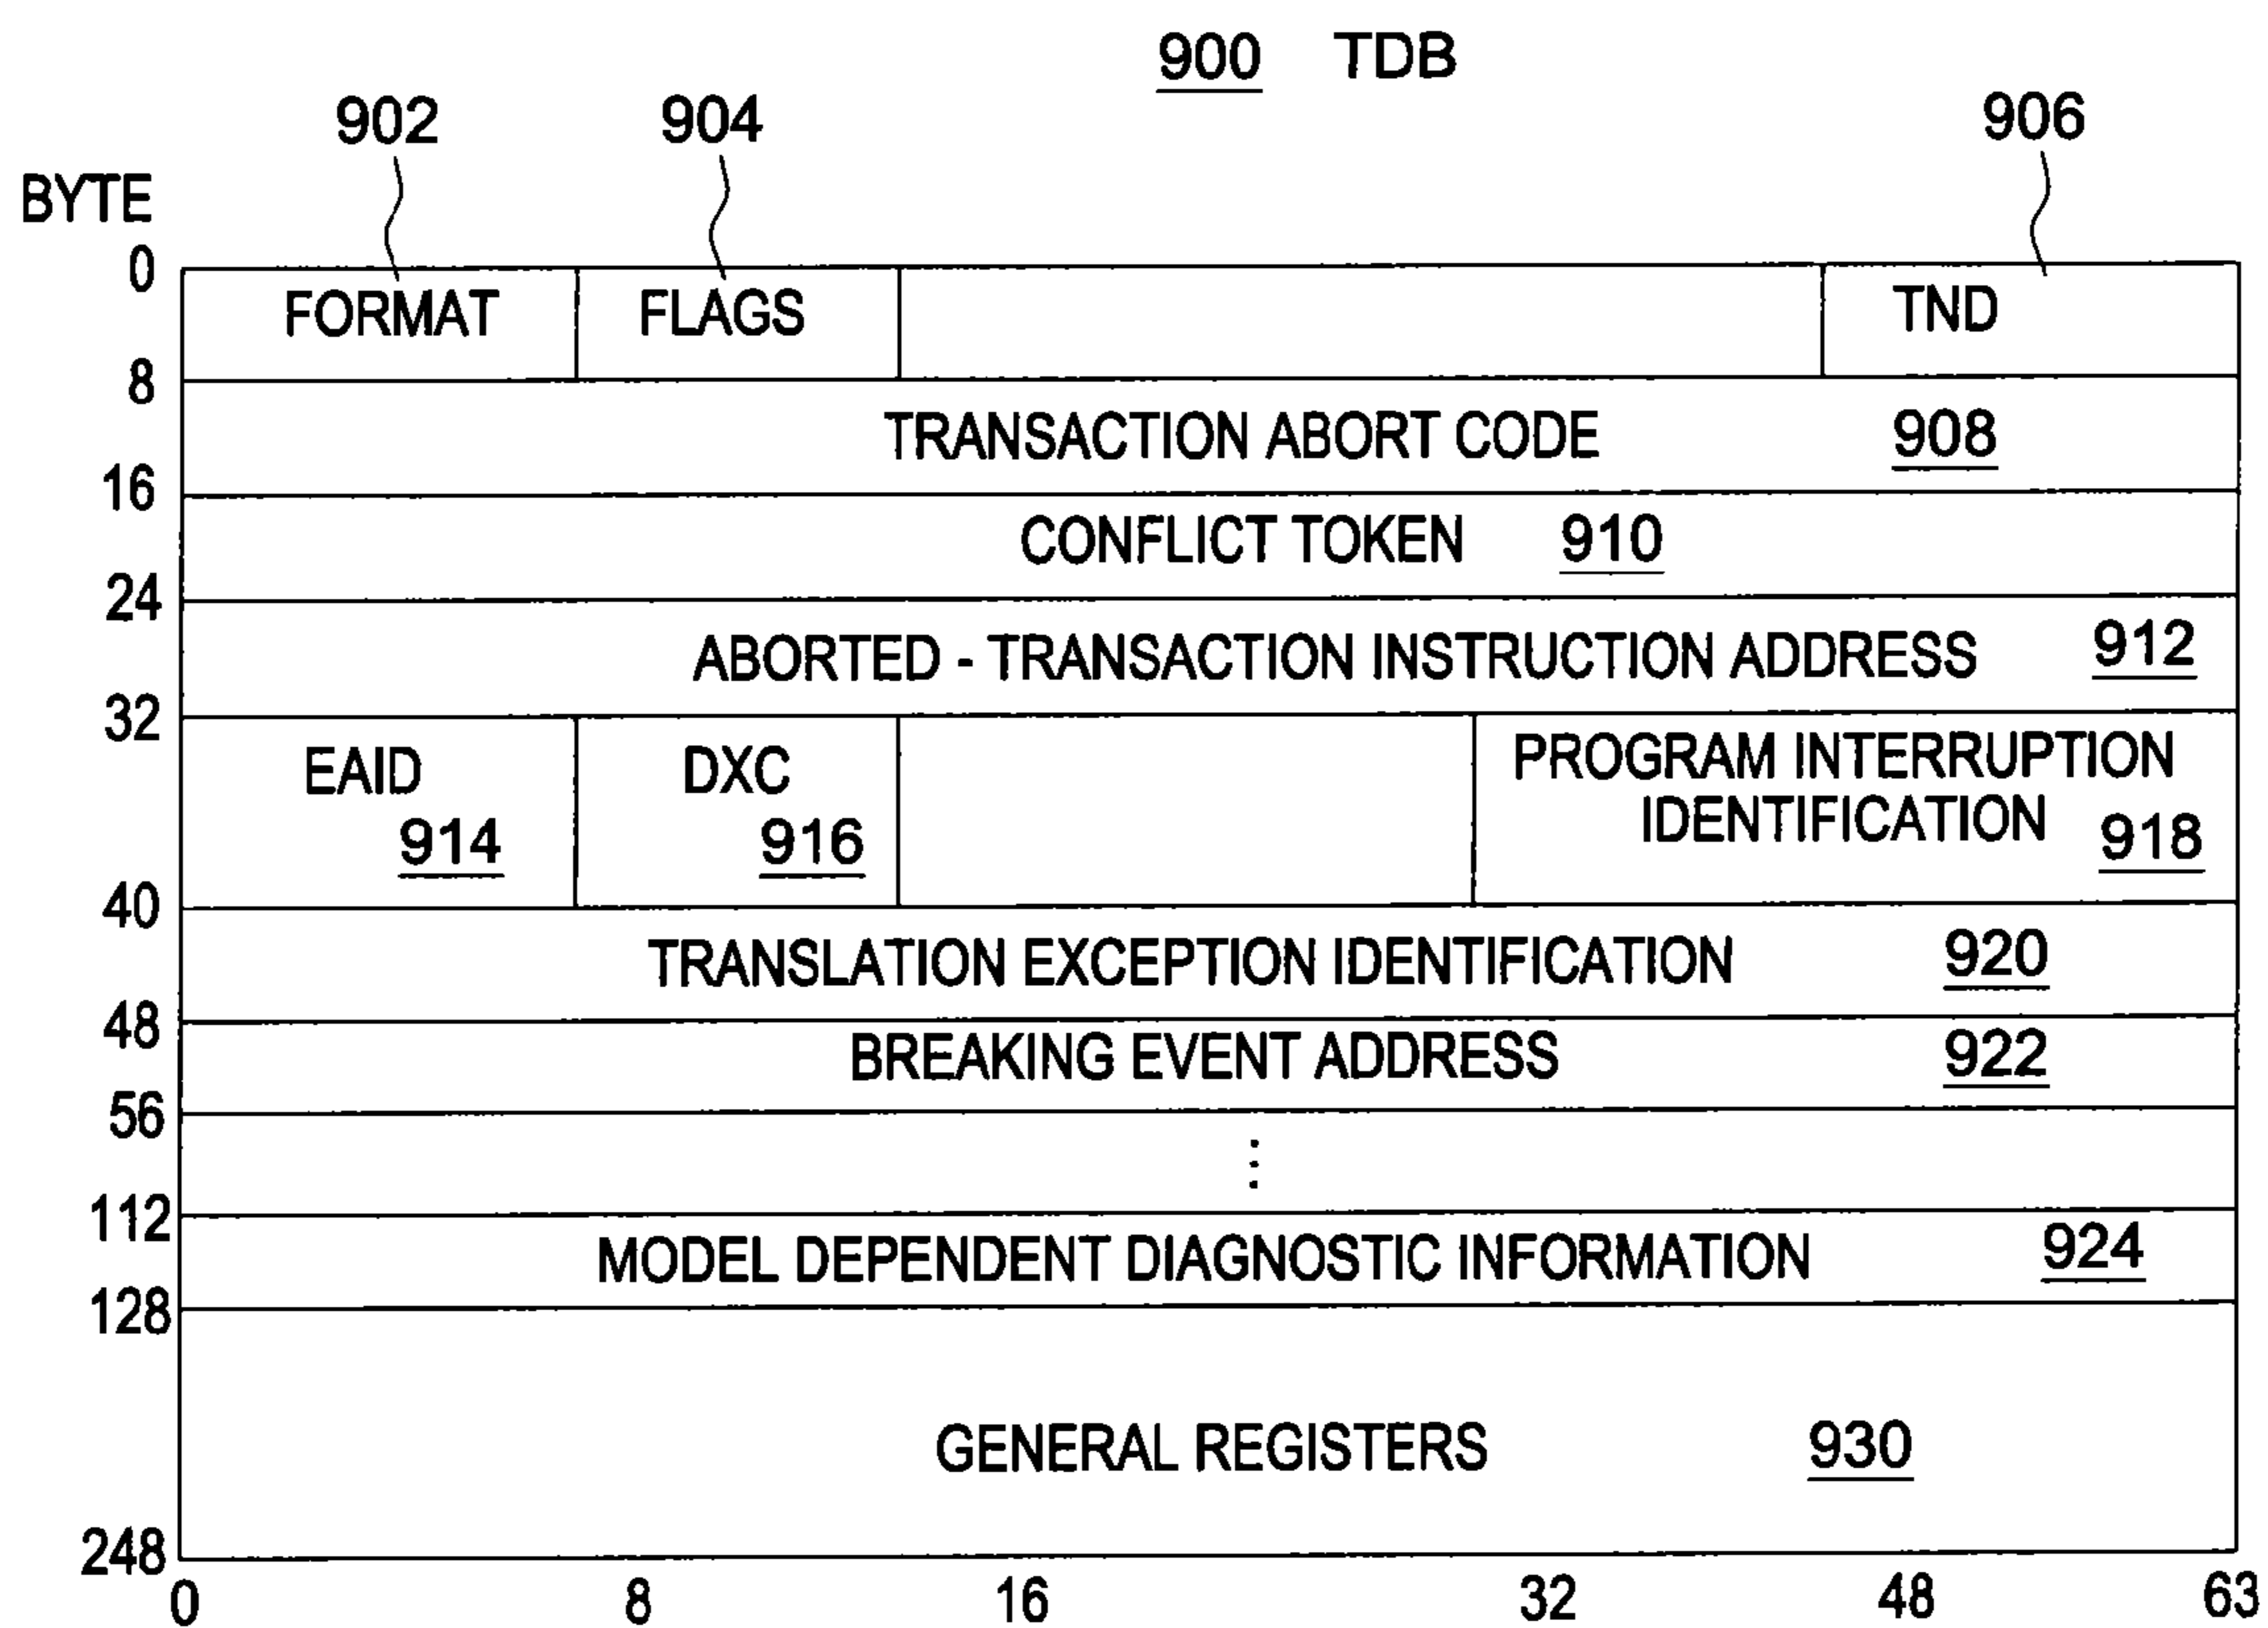 900 TDB
902 904 906
BYTE
0
FORMAT FLAGS TND
8
TRANSACTION ABORT CODE 908
16
CONFLICT TOKEN 910
24
ABORTED - TRANSACTION INSTRUCTION ADDRESS 912
32
EAID DXC PROGRAM INTERRUPTION
IDENTIFICATION
914 916 918
40
TRANSLATION EXCEPTION IDENTIFICATION 920
48
BREAKING EVENT ADDRESS 922
56
⋮
112
MODEL DEPENDENT DIAGNOSTIC INFORMATION 924
128
GENERAL REGISTERS 930
248
0 8 16 32 48 63